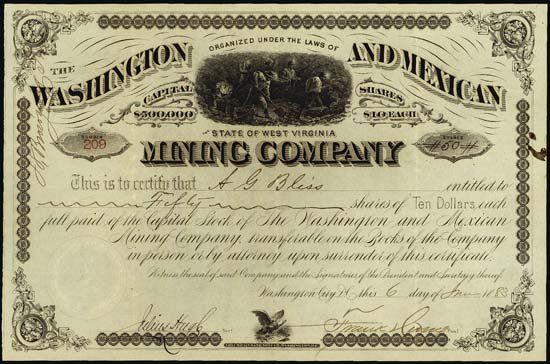 ORGANIZED UNDER THE LAWS OF
THE
WASHINGTON AND MEXICAN
CAPITAL SHARES
$300,000 $10 EACH
STATE OF WEST VIRGINIA
NUMBER SHARES
209 #50#
MINING COMPANY
This is to certify that A G Bliss entitled to
Fifty shares of Ten Dollars each
full paid of the Capital Stock of The Washington and Mexican
Mining Company, transferable on the Books of the Company
in person or by attorney upon surrender of this certificate.
Witness the seal of said Company and the Signatures of the President and Secretary thereof
Washington City, D.C. this 6 day of 188